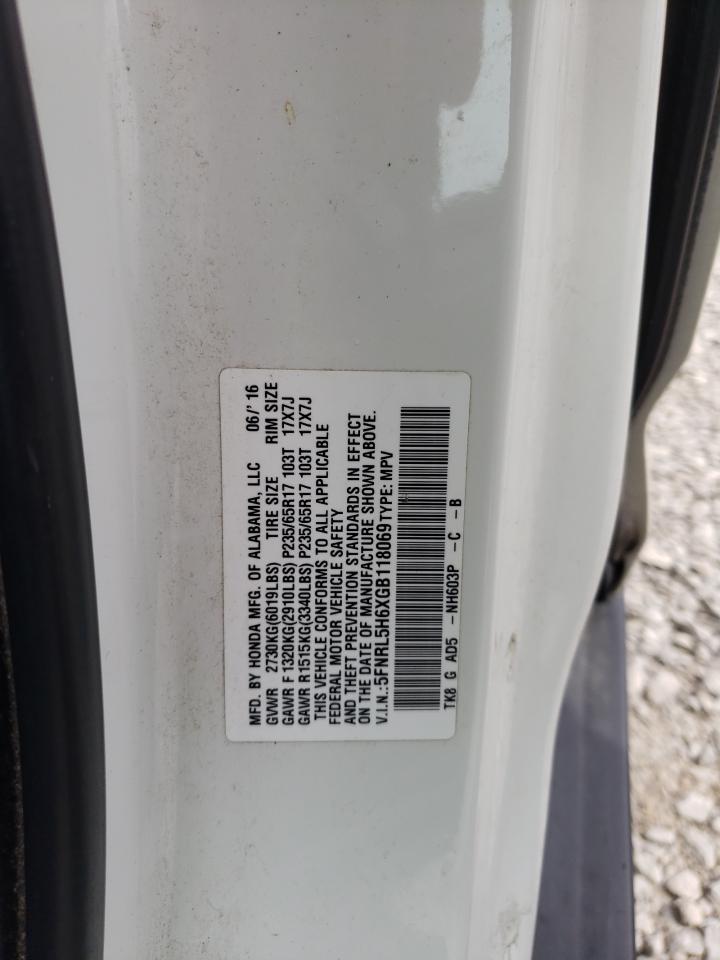 MFD. BY HONDA MFG. OF ALABAMA, LLC 06/'16
GVWR 2730KG(6019LBS) TIRE SIZE RIM SIZE
GAWR F 1320KG(2910LBS) P235/65R17 103T 17X7J
GAWR R1515KG(3340LBS) P235/65R17 103T 17X7J
THIS VEHICLE CONFORMS TO ALL APPLICABLE
FEDERAL MOTOR VEHICLE SAFETY
AND THEFT PREVENTION STANDARDS IN EFFECT
ON THE DATE OF MANUFACTURE SHOWN ABOVE.
V.I.N.:5FNRL5H6XGB118069 TYPE: MPV
TK8 G AD5 -NH603P -C -B